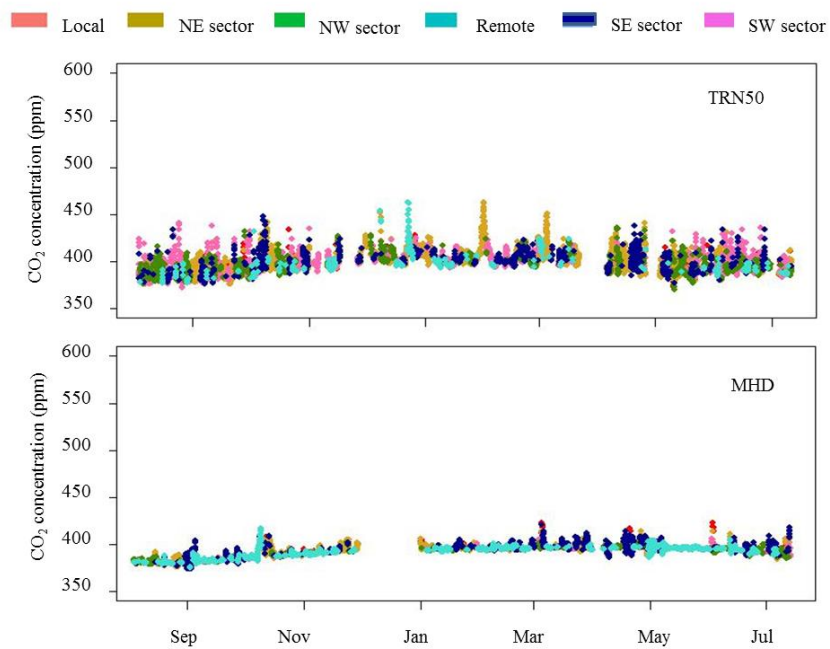 Local NE sector NW sector Remote SE sector SW sector
TRN50
CO₂ concentration (ppm)
600
550
500
450
400
350
MHD
CO₂ concentration (ppm)
600
550
500
450
400
350
Sep Nov Jan Mar May Jul